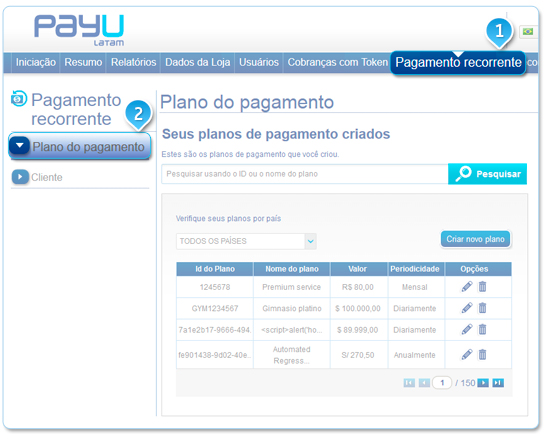 payU
LATAM
1
Iniciação Resumo Relatórios Dados da Loja Usuários Cobranças com Token Pagamento recorrente co
Pagamento
recorrente
2
Plano do pagamento
Cliente
Plano do pagamento
Seus planos de pagamento criados
Estes são os planos de pagamento que você criou.
Pesquisar usando o ID ou o nome do plano Pesquisar
Verifique seus planos por país
TODOS OS PAÍSES Criar novo plano
Id do Plano Nome do plano Valor Periodicidade Opções
1245678 Premium service R$ 80,00 Mensal
GYM1234567 Gimnasio platino $ 100.000,00 Diariamente
7a1e2b17-9666-494. <script>alert('ho... $ 89.999,00 Diariamente
fe901438-9d02-40e.. Automated
Regress... S/ 270,50 Anualmente
1 / 150